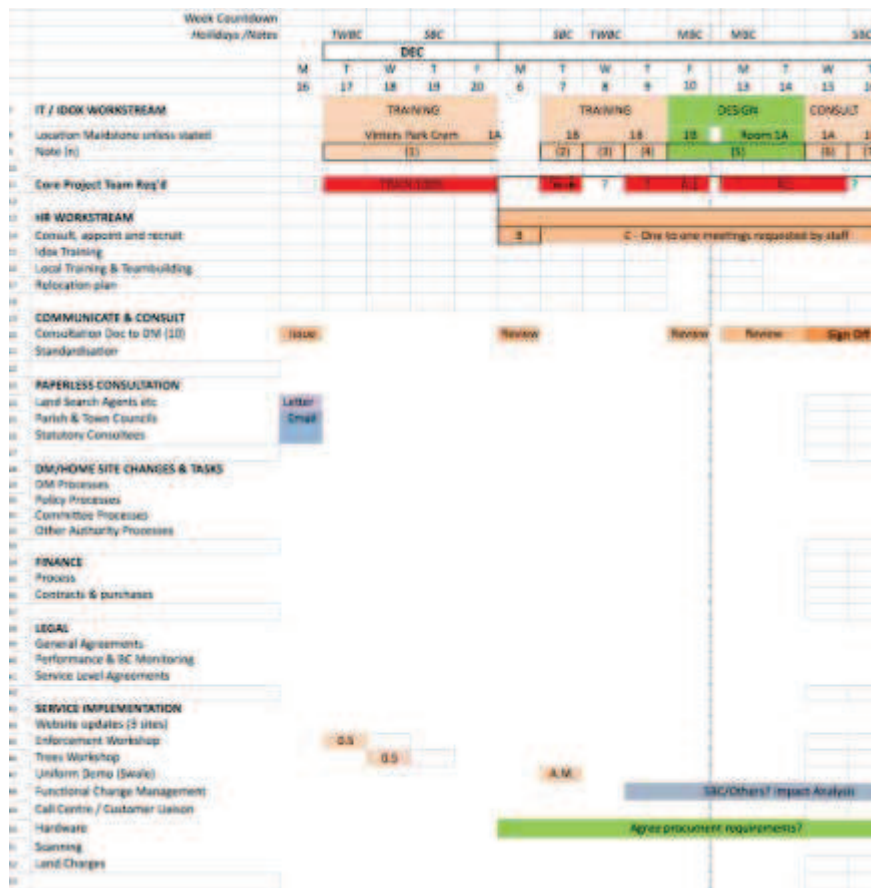 Week Countdown
Holidays /Notes TWBC SBC SBC TWBC MBC MBC SBC
DEC
M T W T F M T W T F M T W T
16 17 18 19 20 6 7 8 9 10 13 14 15
IT / IDOX WORKSTREAM TRAINING TRAINING DESIGN CONSULT
Location Maidstone unless stated Vinters Park Crem 1A 1B 1B 1B Room 1A 1A
Note (n) (1) (2) (3) (4) (5) (6)
Core Project Team Req'd ? ?
HR WORKSTREAM
Consult, appoint and recruit B C - One to one meetings requested by staff
Idox Training
Local Training & Teambuilding
Relocation plan
COMMUNICATE & CONSULT
Consultation Doc to DM (10) Issue Review Review Review Sign Off
Standardisation
PAPERLESS CONSULTATION
Land Search Agents etc Letter
Parish & Town Councils Email
Statutory Consultees
DM/HOME SITE CHANGES & TASKS
DM Processes
Policy Processes
Committee Processes
Other Authority Processes
FINANCE
Process
Contracts & purchases
LEGAL
General Agreements
Performance & BC Monitoring
Service Level Agreements
SERVICE IMPLEMENTATION
Website updates (3 sites)
Enforcement Workshop 0.5
Trees Workshop 0.5
Uniform Demo (Swale) A.M.
Functional Change Management SBC/Others? Impact Analysis
Call Centre / Customer Liaison
Hardware Agree procument requirements?
Scanning
Land Charges